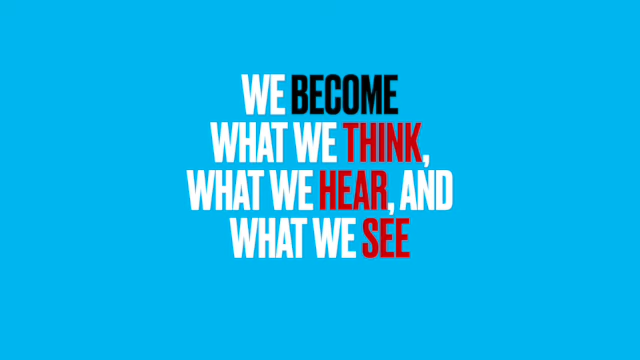 WE BECOME
WHAT WE THINK,
WHAT WE HEAR, AND
WHAT WE SEE